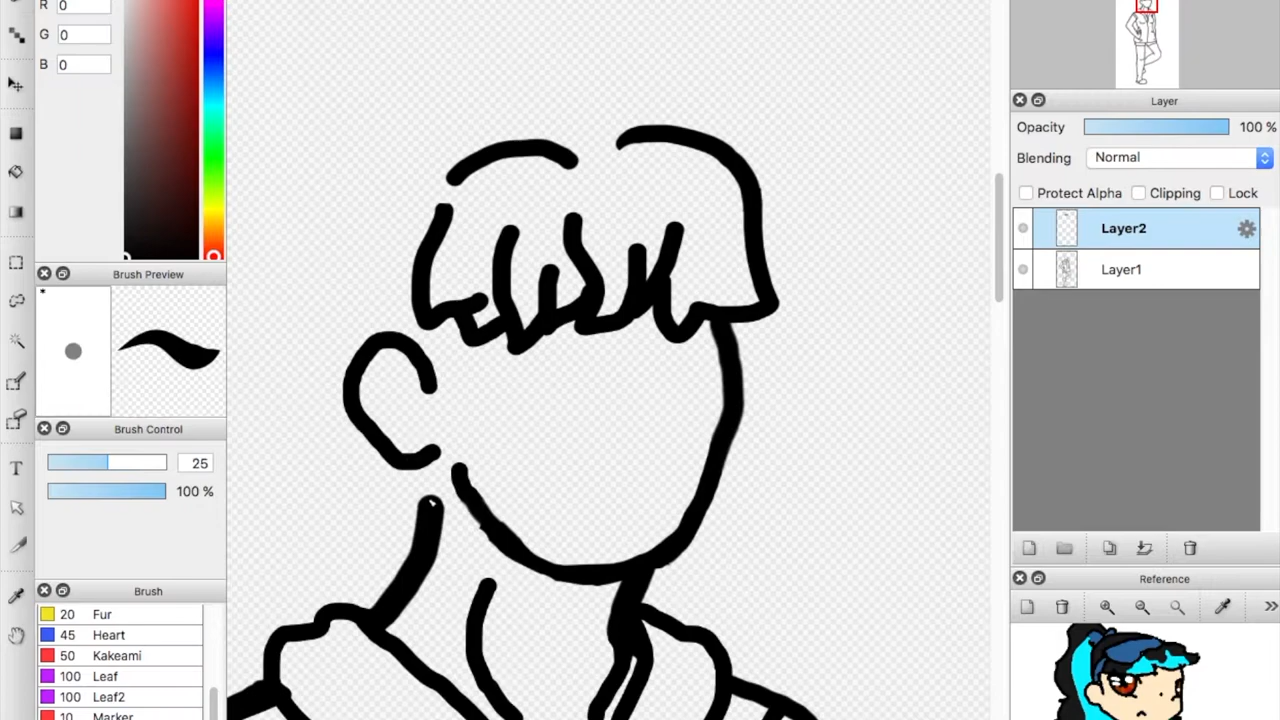 R 0
G 0
B 0
Brush Preview
*
Brush Control
25
100 %
Brush
20 Fur
45 Heart
50 Kakeami
100 Leaf
100 Leaf2
10 Marker
Layer
Opacity 100 %
Blending Normal
Protect Alpha Clipping Lock
Layer2
Layer1
Reference